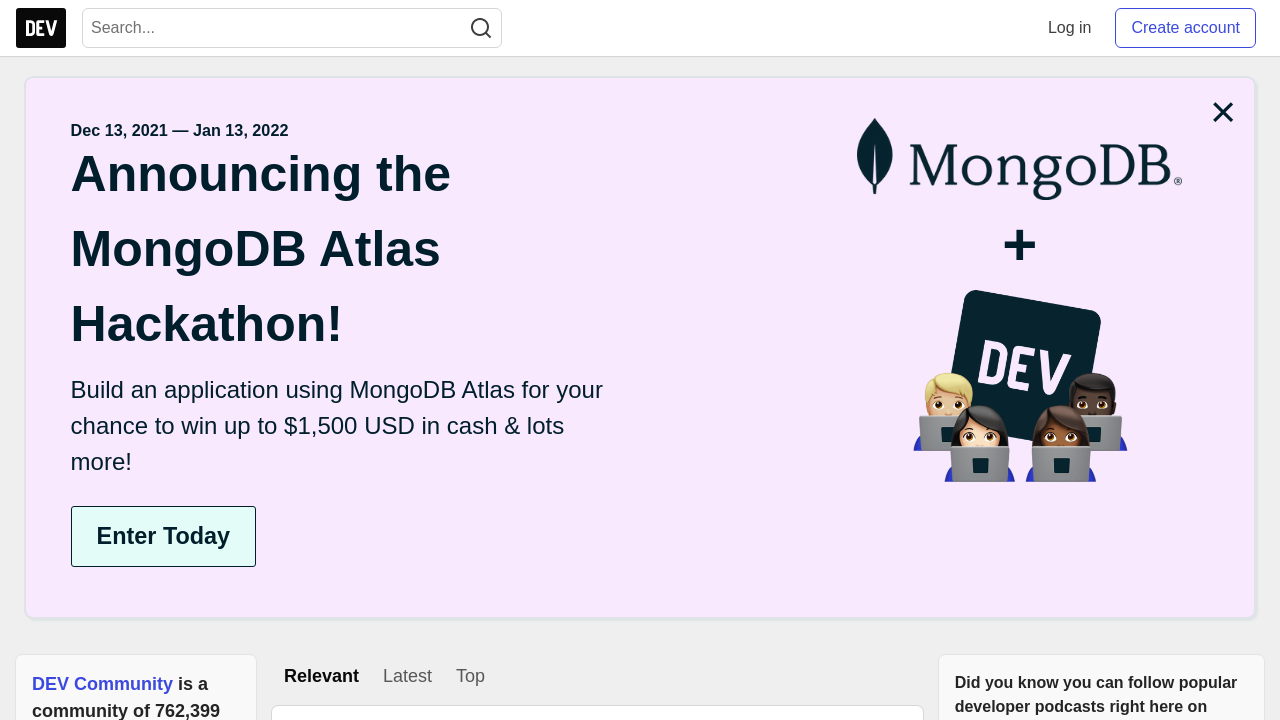 DEV
Search...
Log in
Create account
Dec 13, 2021 — Jan 13, 2022
Announcing the
MongoDB Atlas
Hackathon!
Build an application using MongoDB Atlas for your
chance to win up to $1,500 USD in cash & lots
more!
Enter Today
MongoDB®
+
DEV
DEV Community is a
community of 762,399
Relevant
Latest
Top
Did you know you can follow popular
developer podcasts right here on